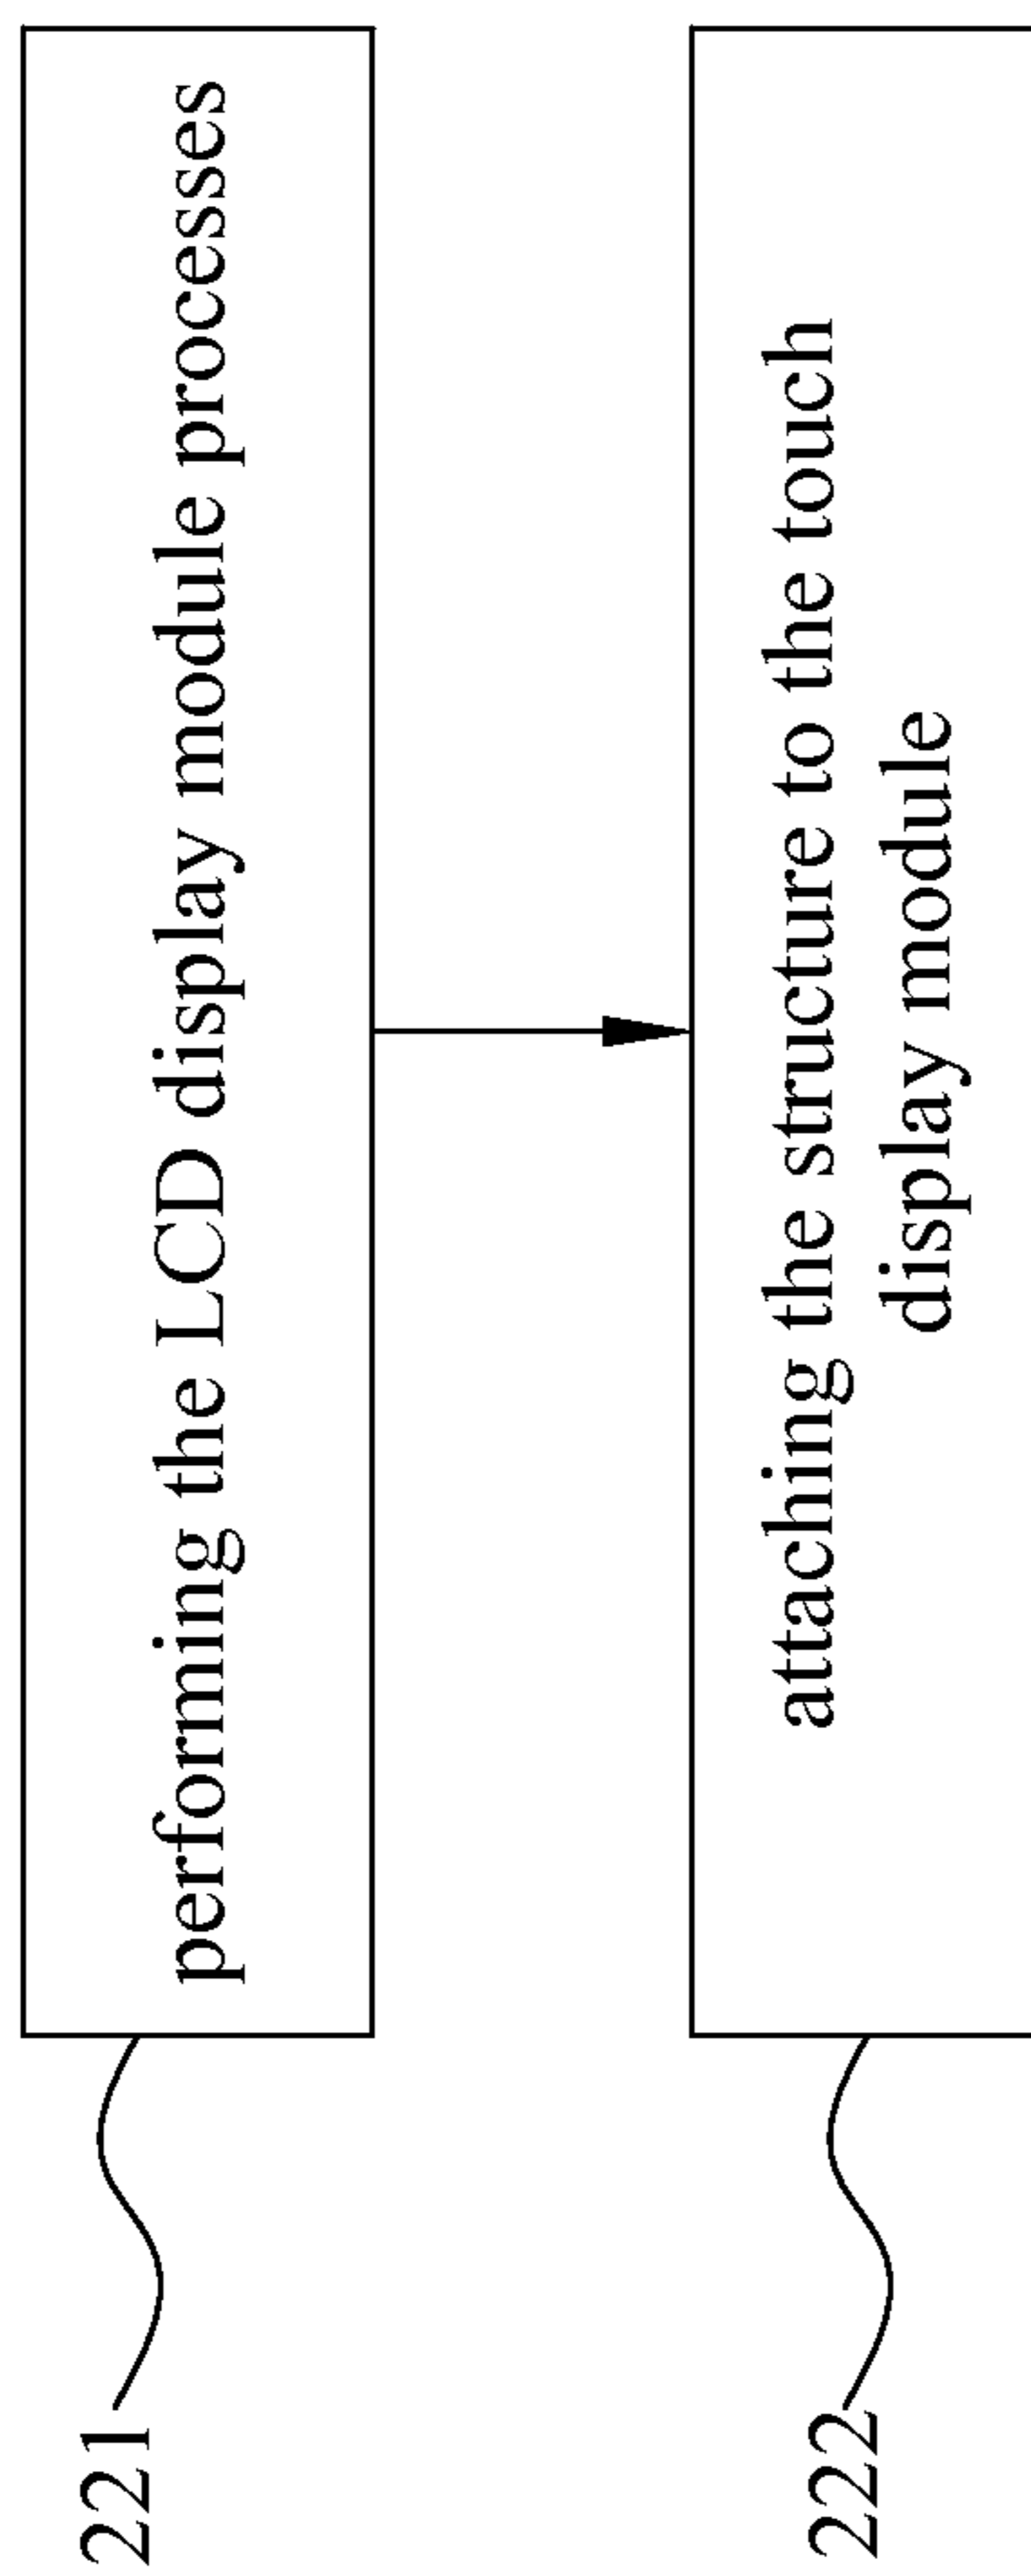 221
performing the LCD display module processes
222
attaching the structure to the touch
display module